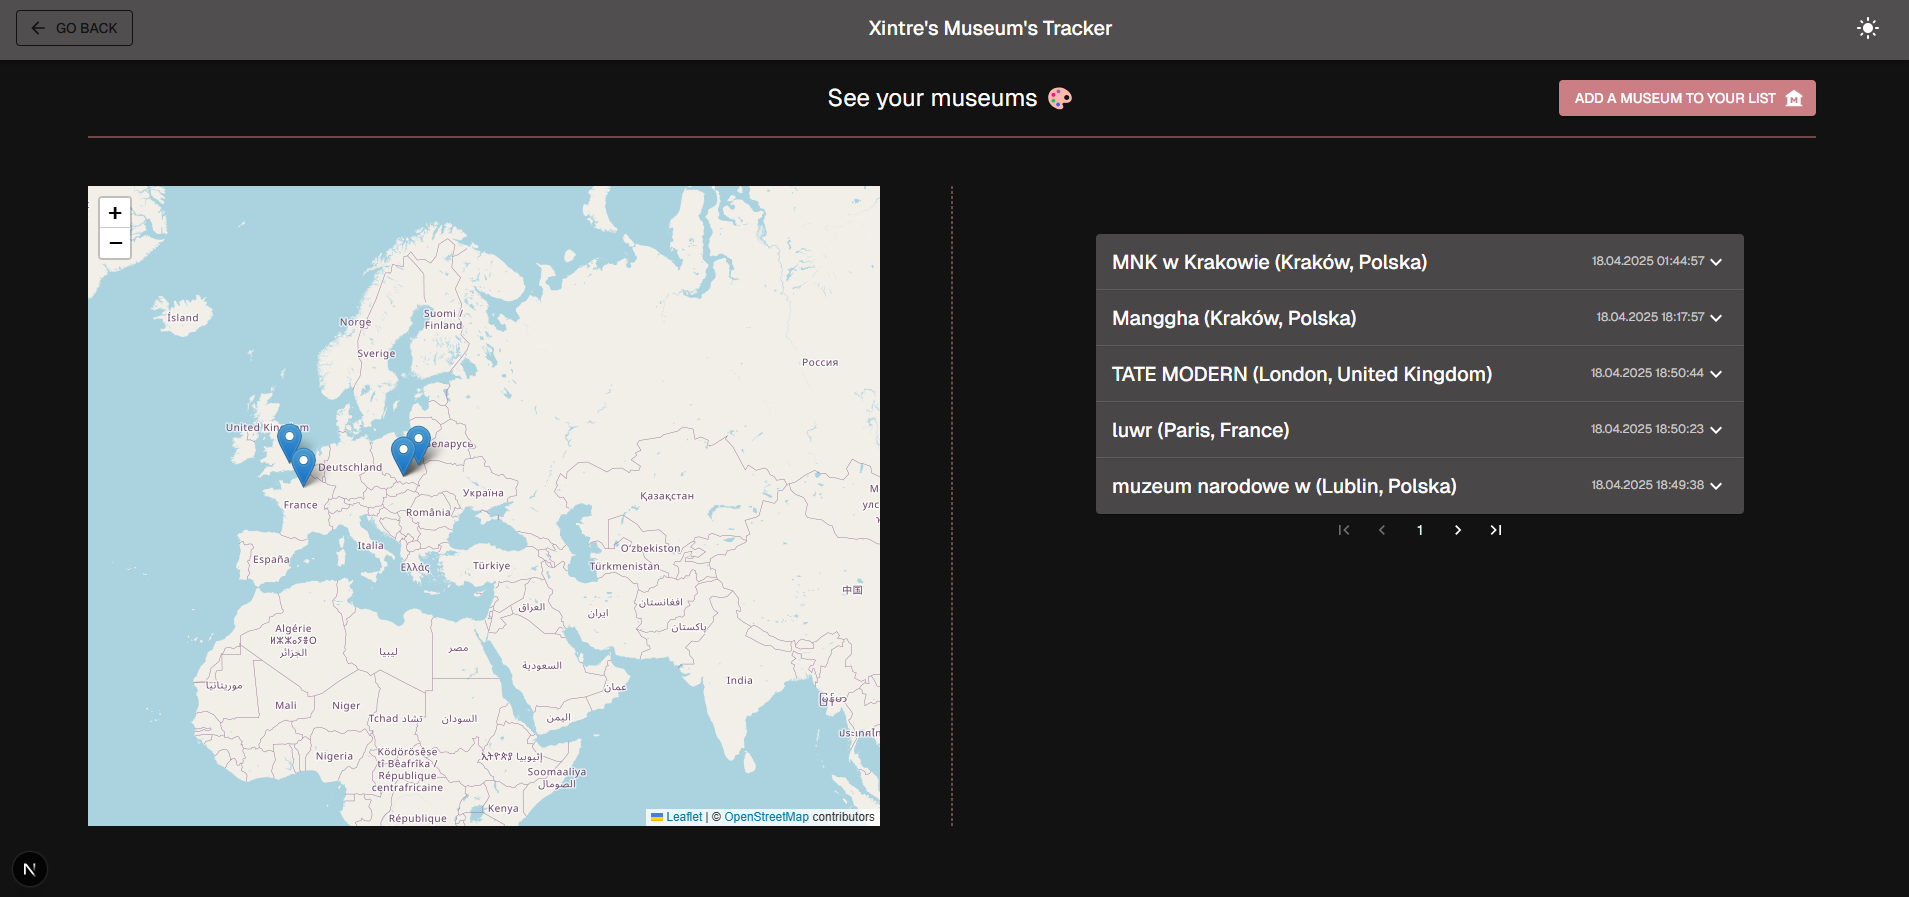 GO BACK
Xintre's Museum's Tracker
See your museums
ADD A MUSEUM TO YOUR LIST
+
−
Ísland
Norge
Suomi /
Finland
Sverige
Россия
United Kingdom
Беларусь
Deutschland
Україна
France
România
Қазақстан
Italia
España
Ελλάς
Türkiye
O'zbekiston
Türkmenistan
中国
العراق
ایران
افغانستان
پاکستان
Algérie
ⵍⵣⵣⴰⵢⴻⵔ
الجزائر
ليبيا
مصر
السعودية
عمان
India
موريتانيا
Mali
Niger
Tchad تشاد
السودان
اليمن
Nigeria
Ködörösêse
tî Bêafrîka /
République
centrafricaine
إثيوبيا
Soomaaliya
الصومال
Kenya
République
Leaflet | © OpenStreetMap contributors
MNK w Krakowie (Kraków, Polska)
18.04.2025 01:44:57
Manggha (Kraków, Polska)
18.04.2025 18:17:57
TATE MODERN (London, United Kingdom)
18.04.2025 18:50:44
luwr (Paris, France)
18.04.2025 18:50:23
muzeum narodowe w (Lublin, Polska)
18.04.2025 18:49:38
1
N